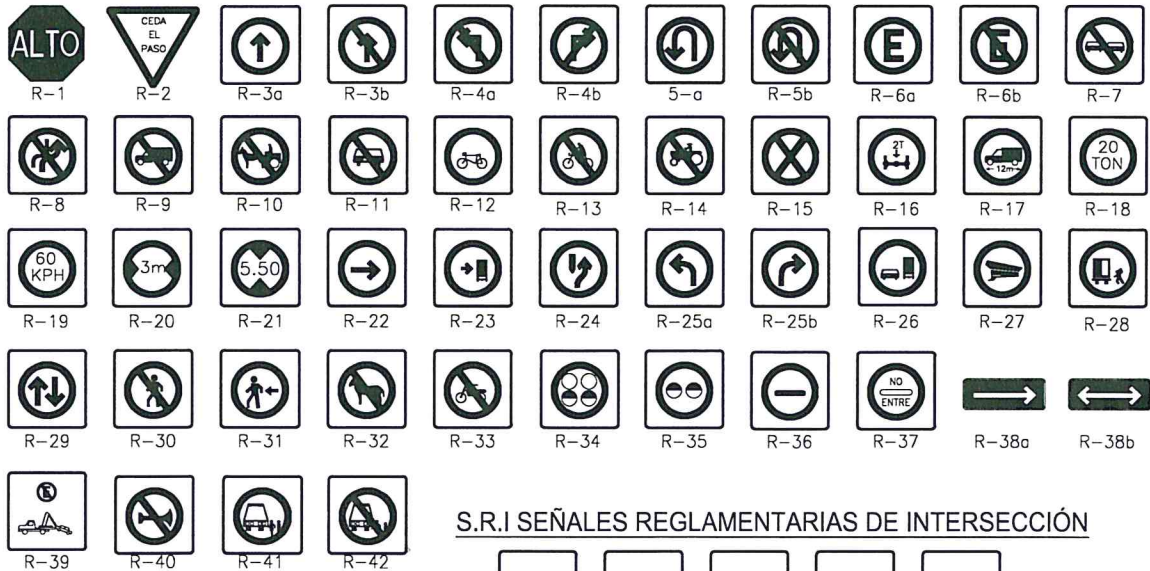 ALTO
CEDA
EL
PASO
E
E
R-1 R-2 R-3a R-3b R-4a R-4b 5-a R-5b R-6a R-6b R-7
2T
12m
20
TON
R-8 R-9 R-10 R-11 R-12 R-13 R-14 R-15 R-16 R-17 R-18
60
KPH
3m
5.50
R-19 R-20 R-21 R-22 R-23 R-24 R-25a R-25b R-26 R-27 R-28
NO
ENTRE
R-29 R-30 R-31 R-32 R-33 R-34 R-35 R-36 R-37 R-38a R-38b
E
R-39 R-40 R-41 R-42
S.R.I SEÑALES REGLAMENTARIAS DE INTERSECCIÓN